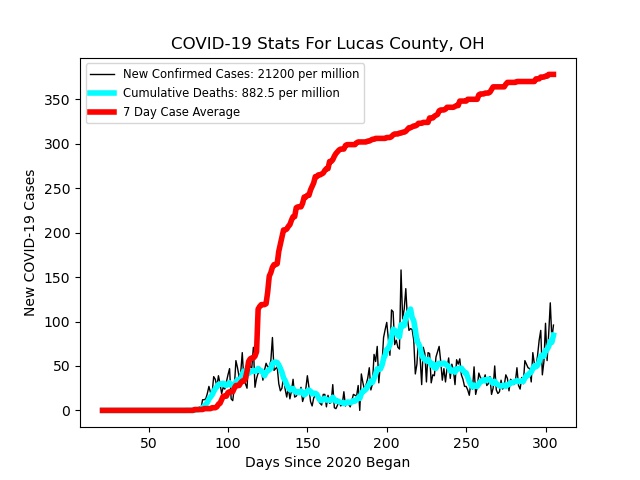 COVID-19 Stats For Lucas County, OH
New Confirmed Cases: 21200 per million
Cumulative Deaths: 882.5 per million
7 Day Case Average
New COVID-19 Cases
350
300
250
200
150
100
50
0
50 100 150 200 250 300
Days Since 2020 Began